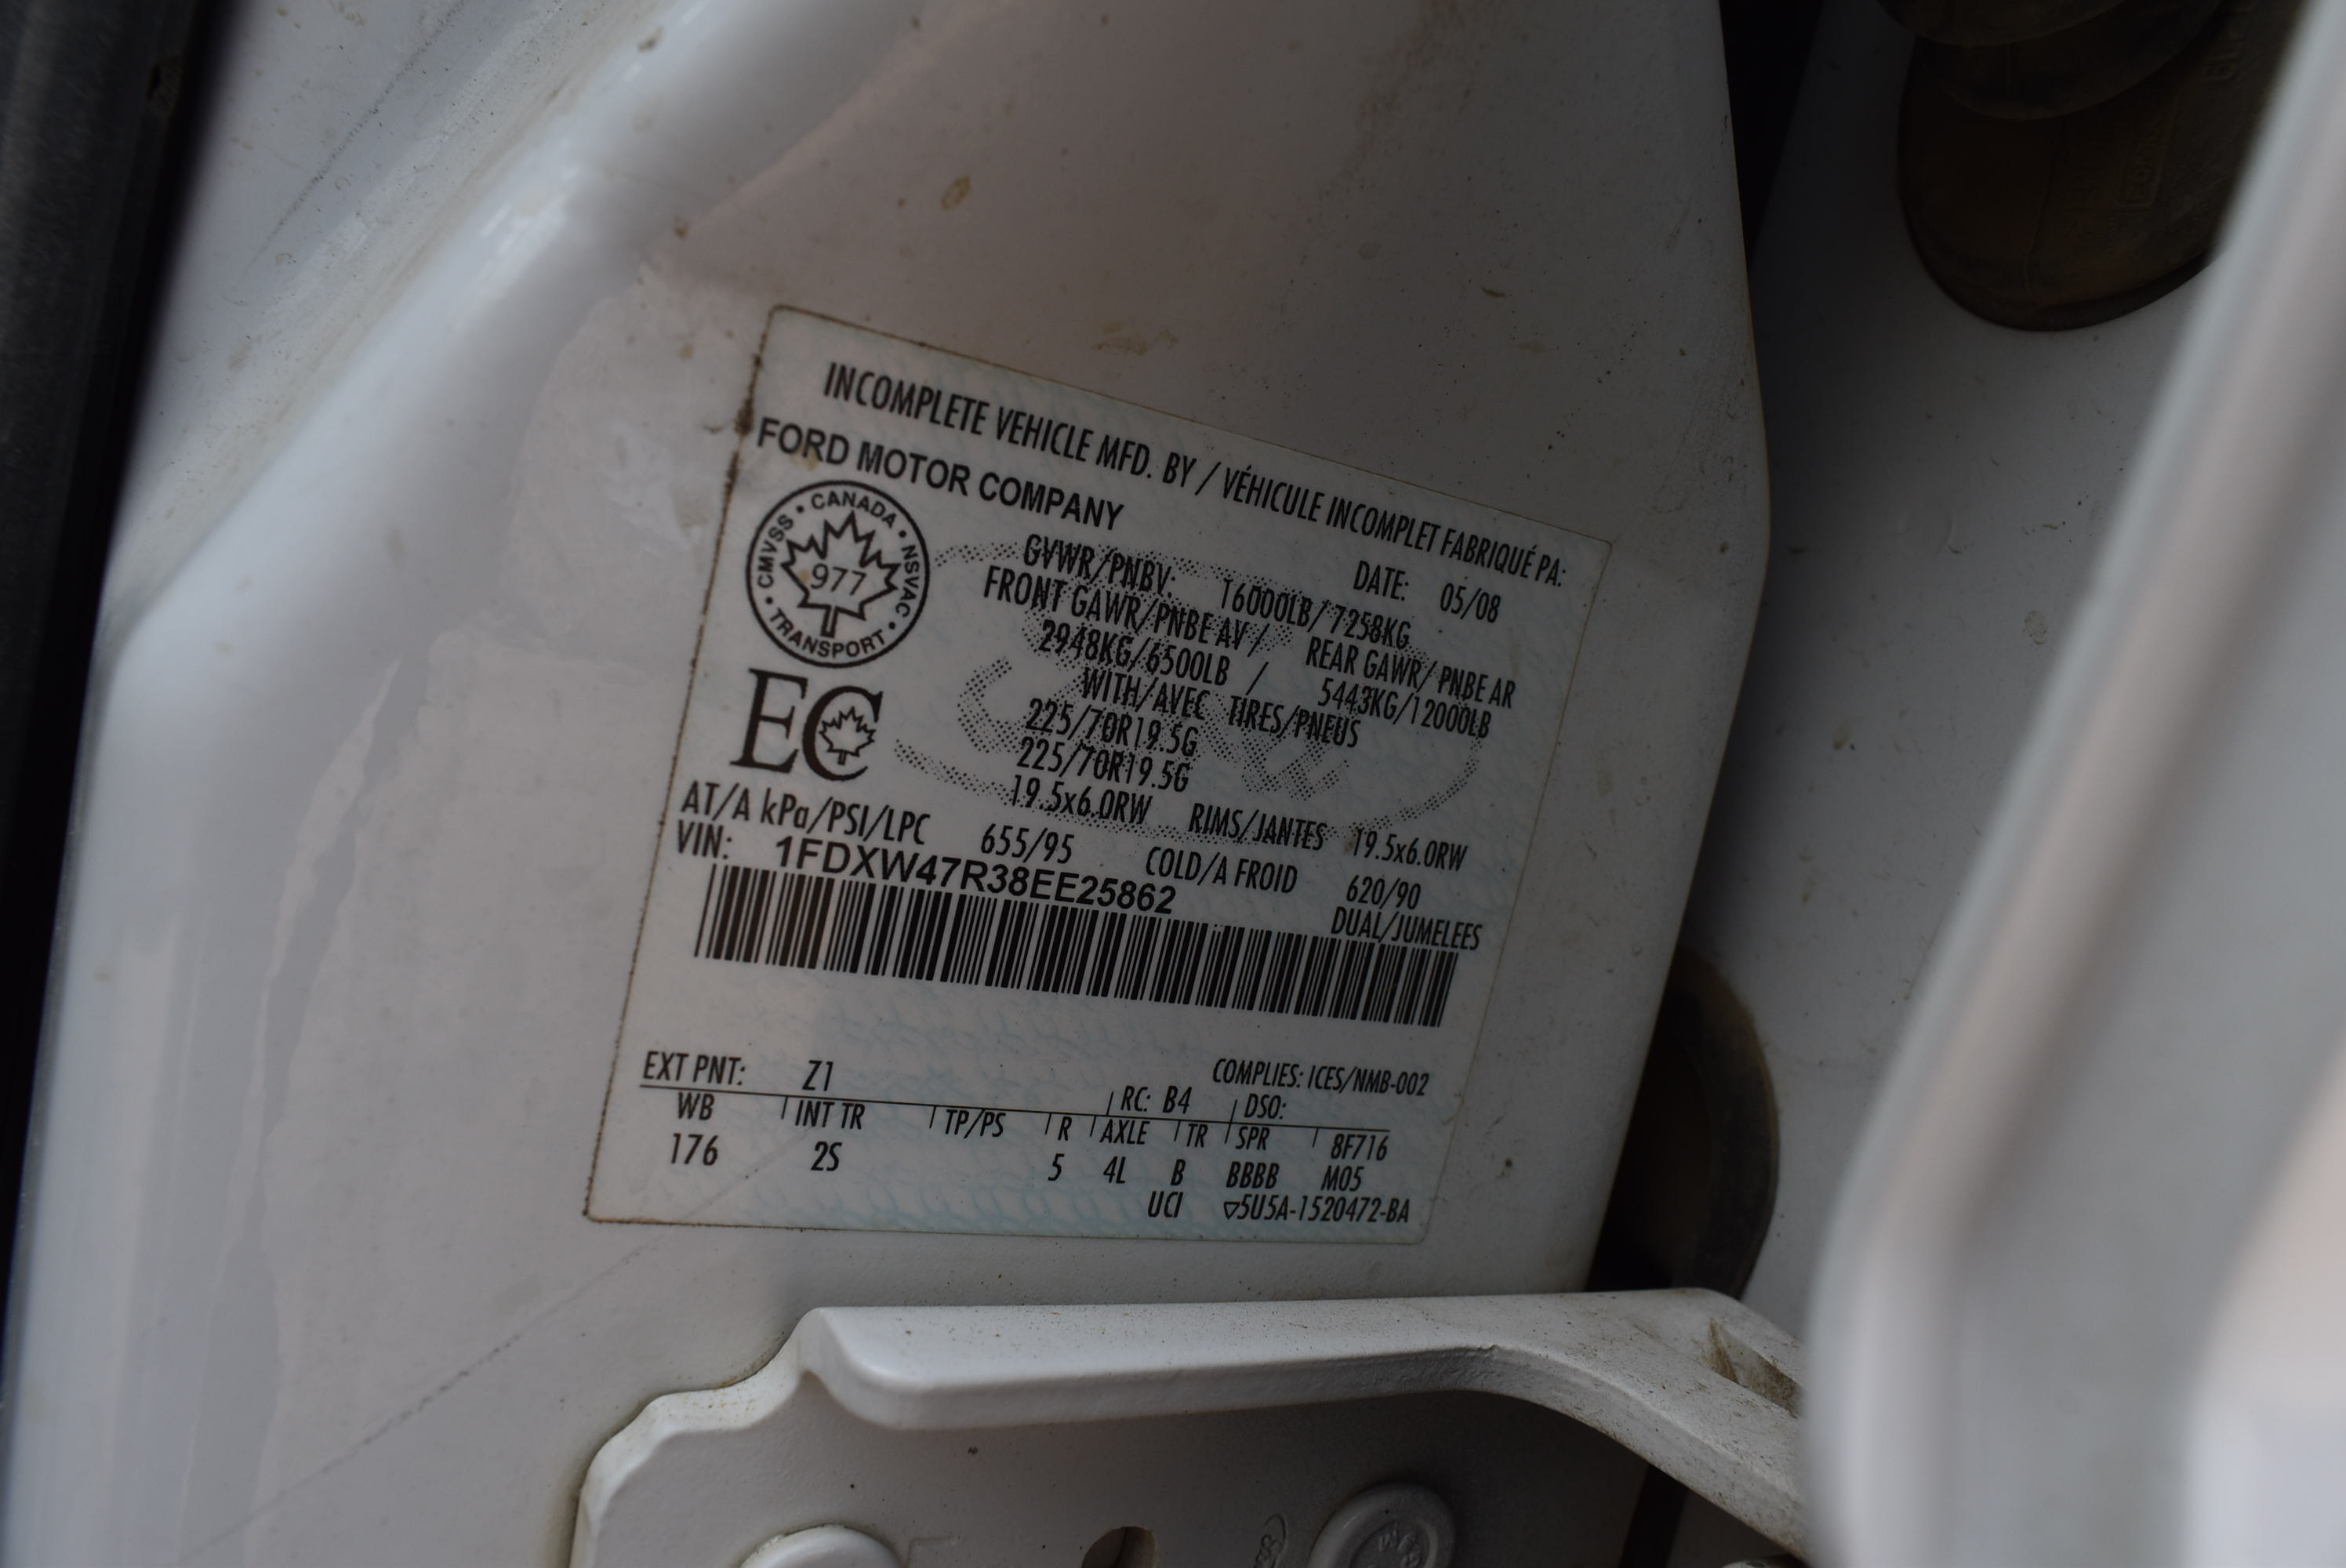 INCOMPLETE VEHICLE MFD. BY / VÉHICULE INCOMPLET FABRIQUÉ PA:
FORD MOTOR COMPANY
CMVSS • CANADA • NSVAC • TRANSPORT •
977
EC
DATE: 05/08
GVWR/PNBV: 16000LB/7258KG
FRONT GAWR/PNBE AV / REAR GAWR/PNBE AR
2948KG/6500LB / 5443KG/12000LB
WITH/AVEC TIRES/PNEUS
225/70R19.5G
225/70R19.5G
19.5x6.0RW RIMS/JANTES 19.5x6.0RW
AT/A kPa/PSI/LPC 655/95 COLD/A FROID 620/90
VIN: 1FDXW47R38EE25862 DUAL/JUMELEES
COMPLIES: ICES/NMB-002
EXT PNT: Z1 RC: B4 DSO:
WB INT TR TP/PS R AXLE TR SPR 8F716
176 2S 5 4L B BBBB M05
UCI ▽5U5A-1520472-BA